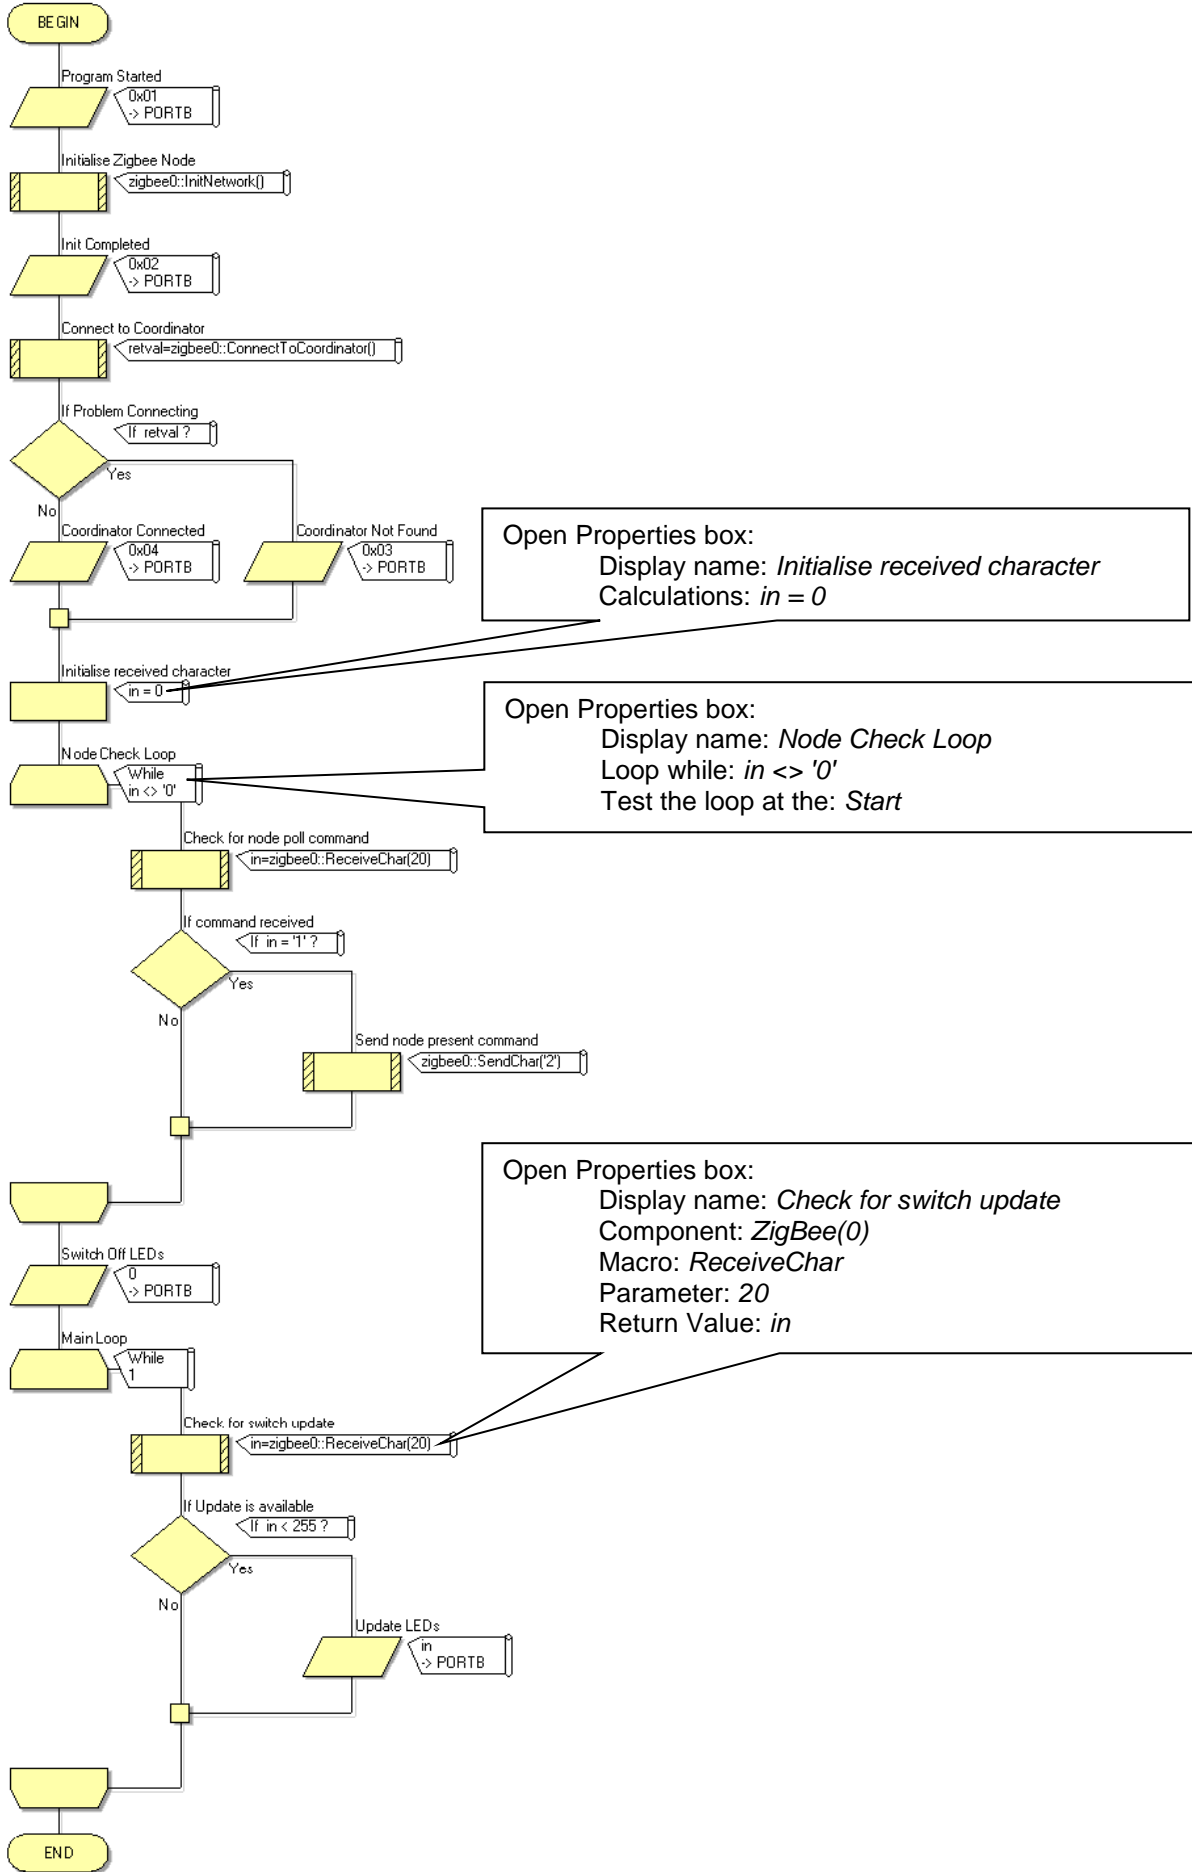 BEGIN
Program Started
0x01
-> PORTB
Initialise Zigbee Node
zigbee0::InitNetwork()
Init Completed
0x02
-> PORTB
Connect to Coordinator
retval=zigbee0::ConnectToCoordinator()
If Problem Connecting
If retval ?
Yes
No
Coordinator Connected
0x04
-> PORTB
Coordinator Not Found
0x03
-> PORTB
Open Properties box:
Display name: Initialise received character
Calculations: in = 0
Initialise received character
in = 0
Open Properties box:
Display name: Node Check Loop
Loop while: in <> '0'
Test the loop at the: Start
Node Check Loop
While
in <> '0'
Check for node poll command
in=zigbee0::ReceiveChar(20)
If command received
If in = '1' ?
Yes
No
Send node present command
zigbee0::SendChar('2')
Open Properties box:
Display name: Check for switch update
Component: ZigBee(0)
Macro: ReceiveChar
Parameter: 20
Return Value: in
Switch Off LEDs
0
-> PORTB
Main Loop
While
1
Check for switch update
in=zigbee0::ReceiveChar(20)
If Update is available
If in < 255 ?
Yes
No
Update LEDs
in
-> PORTB
END